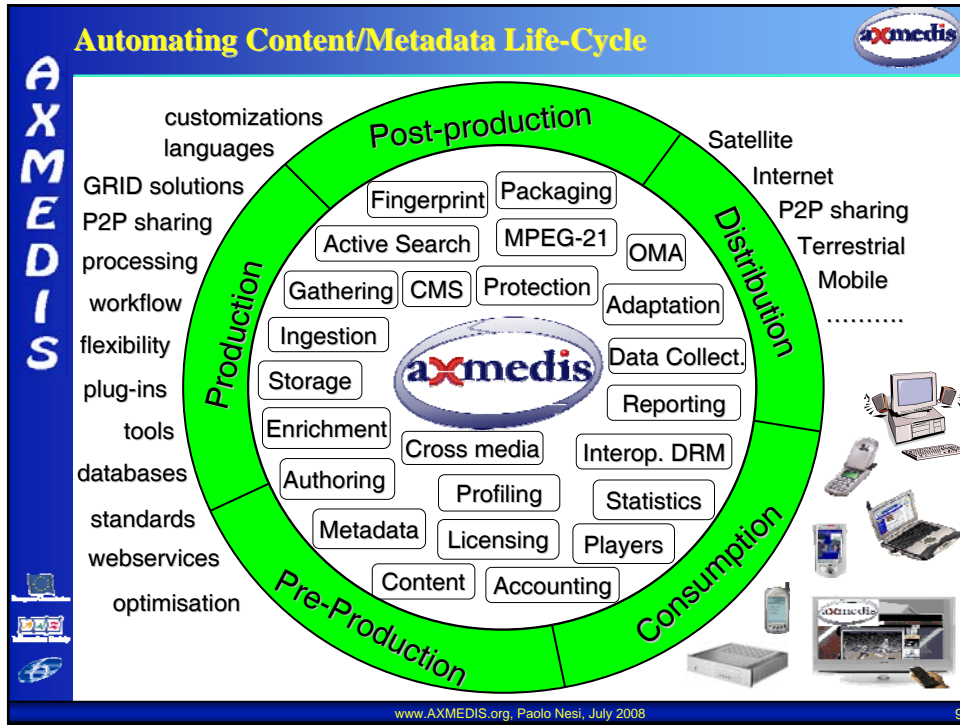 Automating Content/Metadata Life-Cycle
axmedis
AXMEDIS
customizations
languages
GRID solutions
P2P sharing
processing
workflow
flexibility
plug-ins
tools
databases
standards
webservices
optimisation
Post-production
Production
Pre-Production
Distribution
Consumption
Fingerprint
Packaging
Active Search
MPEG-21
OMA
Gathering
CMS
Protection
Adaptation
Ingestion
axmedis
Data Collect.
Storage
Reporting
Enrichment
Cross media
Interop. DRM
Authoring
Profiling
Statistics
Metadata
Licensing
Players
Content
Accounting
Satellite
Internet
P2P sharing
Terrestrial
Mobile
..........
axmedis
www.AXMEDIS.org, Paolo Nesi, July 2008
9